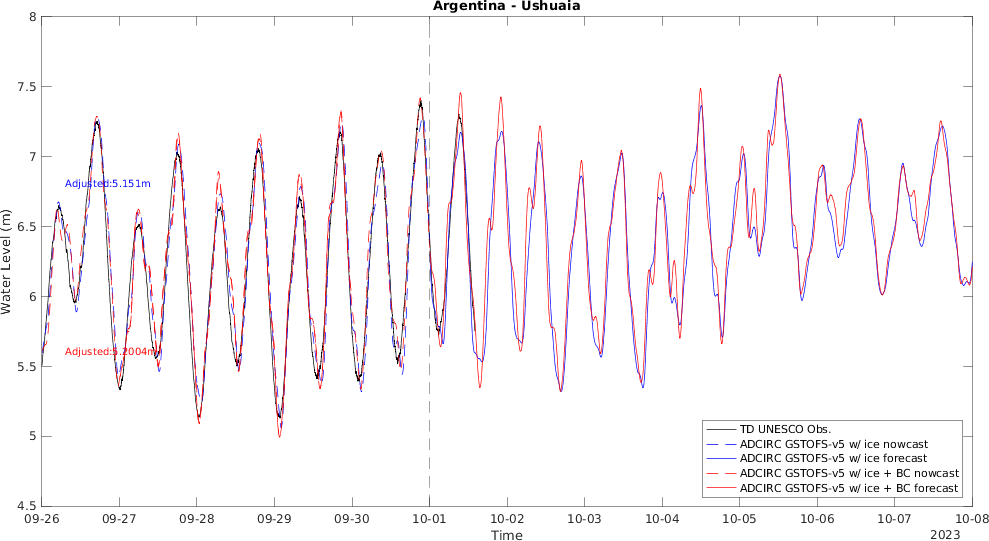 Argentina - Ushuaia
8
7.5
7
6.5
6
5.5
5
4.5
Water Level (m)
Adjusted:5.151m
Adjusted:5.2004m
TD UNESCO Obs.
ADCIRC GSTOFS-v5 w/ ice nowcast
ADCIRC GSTOFS-v5 w/ ice forecast
ADCIRC GSTOFS-v5 w/ ice + BC nowcast
ADCIRC GSTOFS-v5 w/ ice + BC forecast
09-26 09-27 09-28 09-29 09-30 10-01 10-02 10-03 10-04 10-05 10-06 10-07 10-08
Time
2023